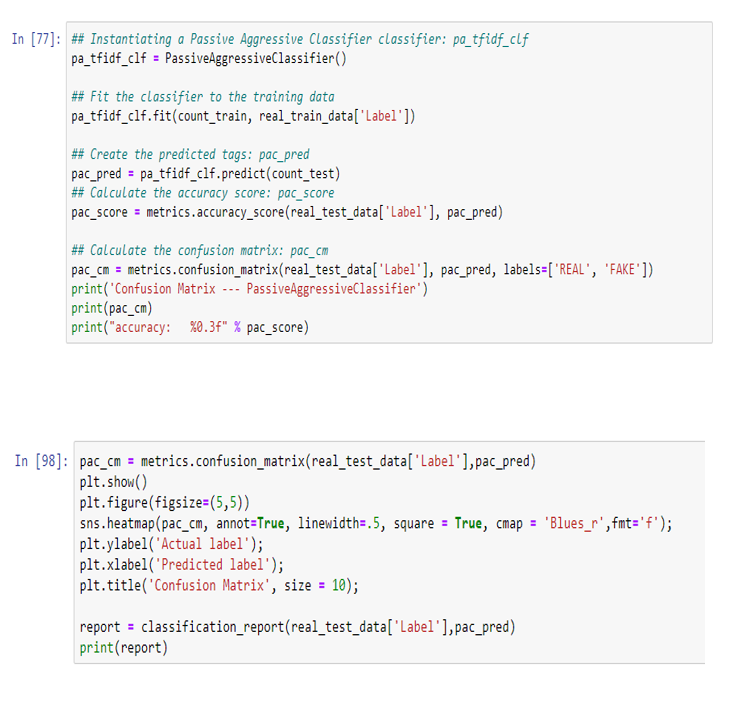 In [77]: ## Instantiating a Passive Aggressive Classifier classifier: pa_tfidf_clf
pa_tfidf_clf = PassiveAggressiveClassifier()
## Fit the classifier to the training data
pa_tfidf_clf.fit(count_train, real_train_data['Label'])
## Create the predicted tags: pac_pred
pac_pred = pa_tfidf_clf.predict(count_test)
## Calculate the accuracy score: pac_score
pac_score = metrics.accuracy_score(real_test_data['Label'], pac_pred)
## Calculate the confusion matrix: pac_cm
pac_cm = metrics.confusion_matrix(real_test_data['Label'], pac_pred, labels=['REAL', 'FAKE'])
print('Confusion Matrix --- PassiveAggressiveClassifier')
print(pac_cm)
print("accuracy:   %0.3f" % pac_score)
In [98]: pac_cm = metrics.confusion_matrix(real_test_data['Label'],pac_pred)
plt.show()
plt.figure(figsize=(5,5))
sns.heatmap(pac_cm, annot=True, linewidth=.5, square = True, cmap = 'Blues_r',fmt='f');
plt.ylabel('Actual label');
plt.xlabel('Predicted label');
plt.title('Confusion Matrix', size = 10);
report = classification_report(real_test_data['Label'],pac_pred)
print(report)